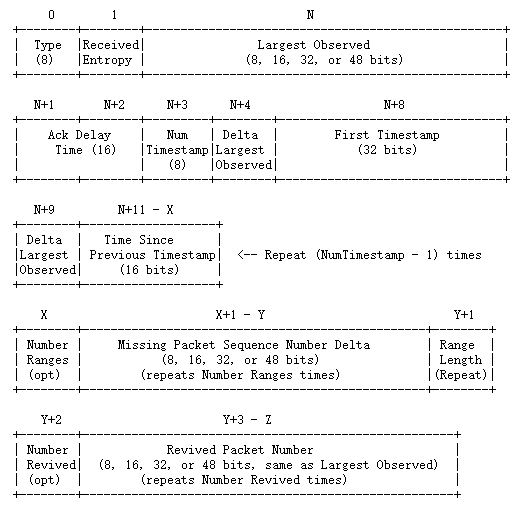 0 1 N
Type |Received| Largest Observed
(8) |Entropy | (8, 16, 32, or 48 bits)
N+1 N+2 N+3 N+4 N+8
Ack Delay | Num | Delta | First Timestamp
Time (16) |Timestamp|Largest| (32 bits)
(8) |Observed|
N+9 N+11 - X
Delta | Time Since
|Largest| Previous Timestamp| <-- Repeat (NumTimestamp - 1) times
|Observed| (16 bits)
X X+1 - Y Y+1
Number | Missing Packet Sequence Number Delta | Range
Ranges | (8, 16, 32, or 48 bits) | Length
(opt) | (repeats Number Ranges times) |(Repeat)|
Y+2 Y+3 - Z
Number | Revived Packet Number
Revived| (8, 16, 32, or 48 bits, same as Largest Observed)
(opt) | (repeats Number Revived times)